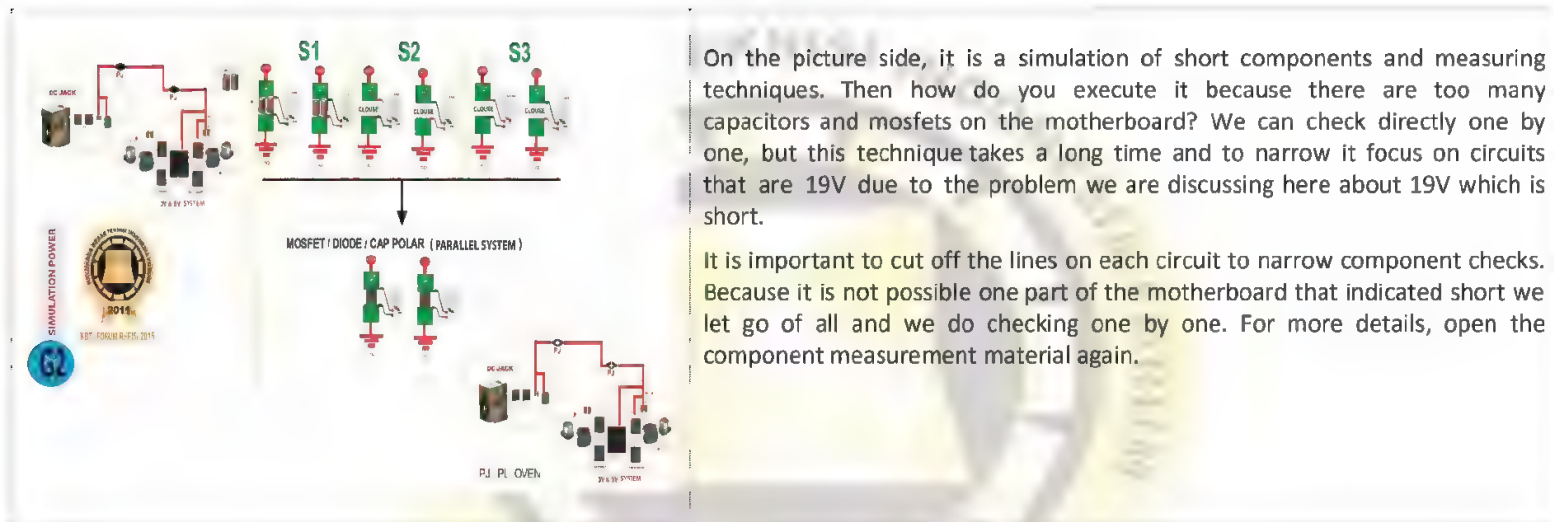 S1 S2 S3
PJ
DC JACK
PJ
CLOUSE CLOUSE CLOUSE CLOUSE
3V & 5V SYSTEM
MOSFET / DIODE / CAP POLAR ( PARALLEL SYSTEM )
SIMULATION POWER
2015
G2
PJ
DC JACK
PJ
PJ PL OVEN
3V & 5V SYSTEM
On the picture side, it is a simulation of short components and measuring
techniques. Then how do you execute it because there are too many
capacitors and mosfets on the motherboard? We can check directly one by
one, but this technique takes a long time and to narrow it focus on circuits
that are 19V due to the problem we are discussing here about 19V which is
short.
It is important to cut off the lines on each circuit to narrow component checks.
Because it is not possible one part of the motherboard that indicated short we
let go of all and we do checking one by one. For more details, open the
component measurement material again.